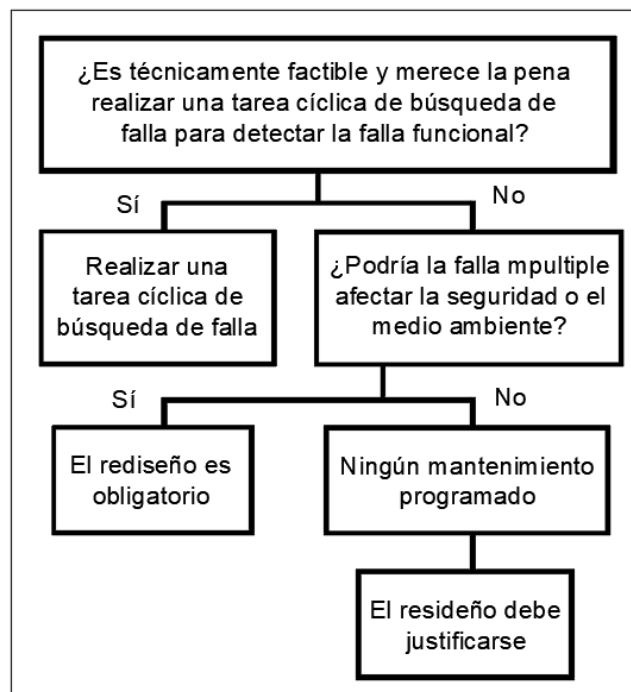 ¿Es técnicamente factible y merece la pena
realizar una tarea cíclica de búsqueda de
falla para detectar la falla funcional?
Sí
No
Realizar una
tarea cíclica de
búsqueda de falla
¿Podría la falla mpultiple
afectar la seguridad o el
medio ambiente?
Sí
No
El rediseño es
obligatorio
Ningún mantenimiento
programado
El resideño debe
justificarse